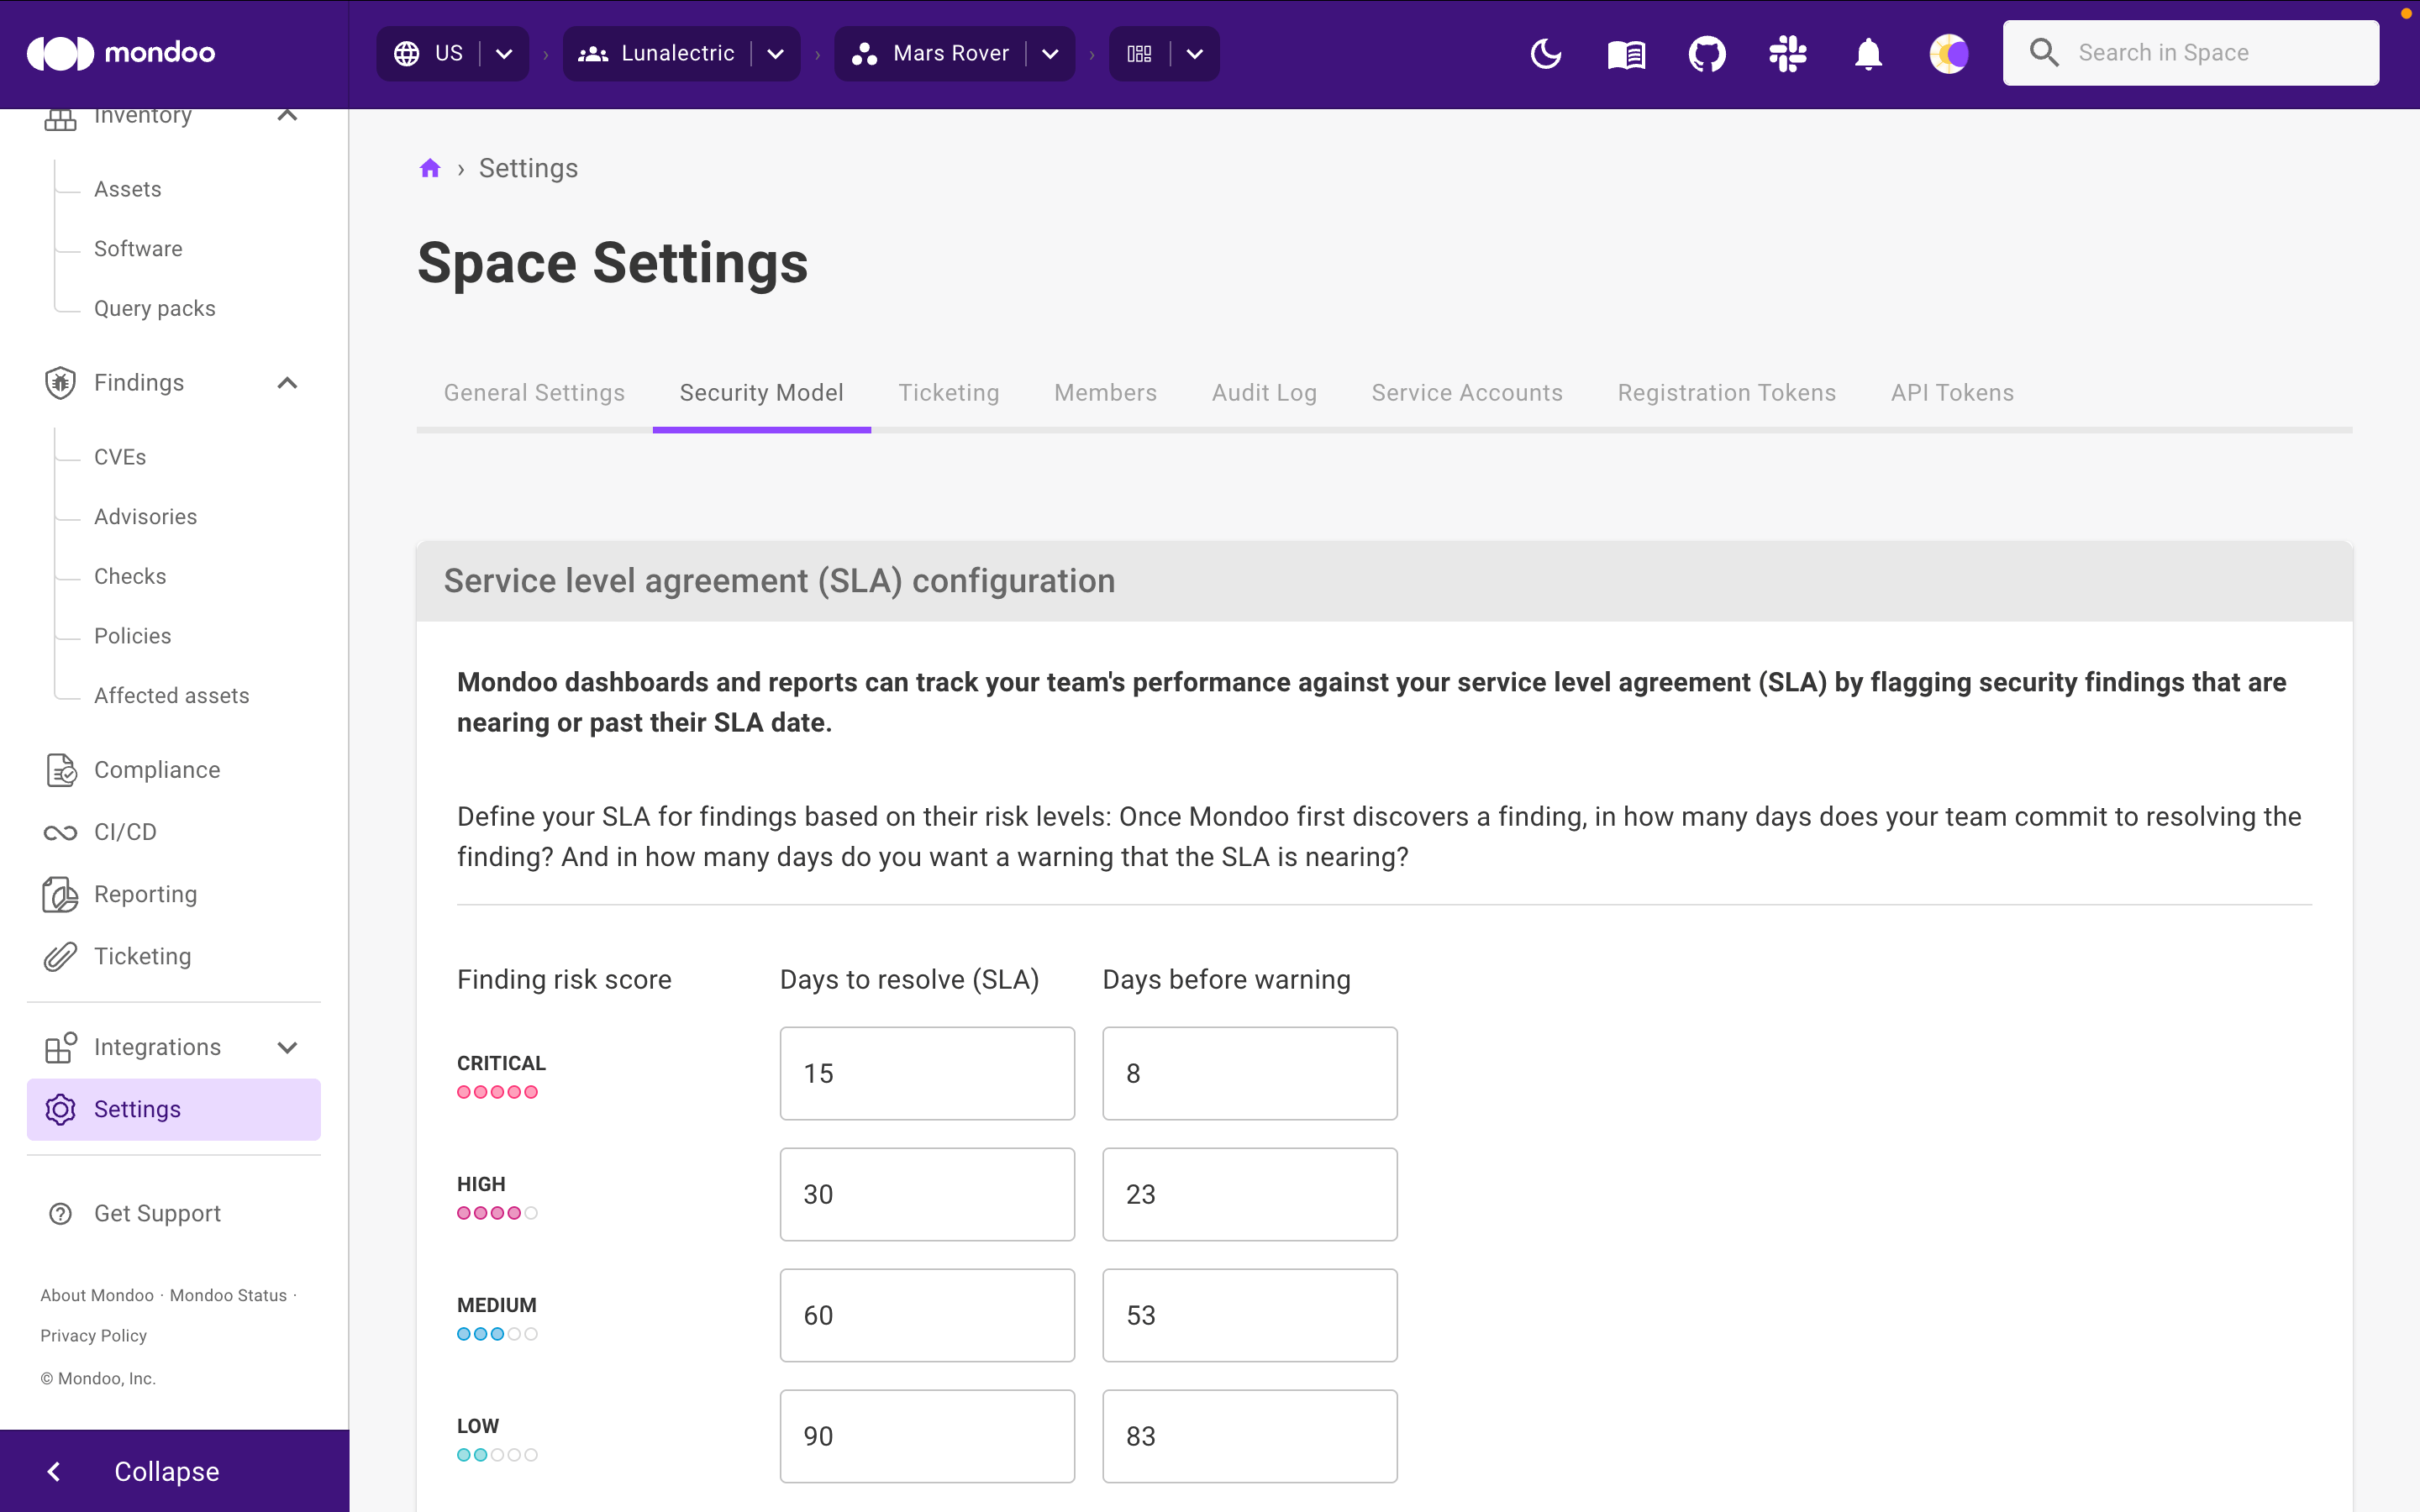 mondoo
US
Lunalectric
Mars Rover
Search in Space
Inventory
Assets
Software
Query packs
Findings
CVEs
Advisories
Checks
Policies
Affected assets
Compliance
CI/CD
Reporting
Ticketing
Integrations
Settings
Get Support
About Mondoo · Mondoo Status ·
Privacy Policy
© Mondoo, Inc.
Collapse
› Settings
Space Settings
General Settings Security Model Ticketing Members Audit Log Service Accounts Registration Tokens API Tokens
Service level agreement (SLA) configuration
Mondoo dashboards and reports can track your team's performance against your service level agreement (SLA) by flagging security findings that are
nearing or past their SLA date.
Define your SLA for findings based on their risk levels: Once Mondoo first discovers a finding, in how many days does your team commit to resolving the
finding? And in how many days do you want a warning that the SLA is nearing?
Finding risk score Days to resolve (SLA) Days before warning
CRITICAL 15 8
HIGH 30 23
MEDIUM 60 53
LOW 90 83